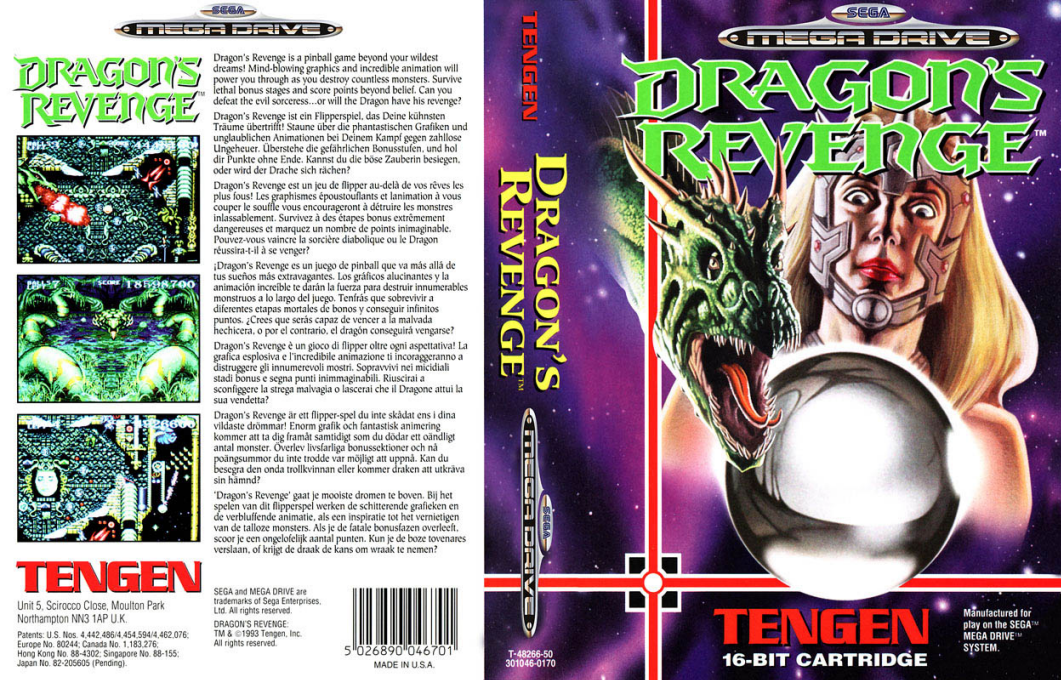 SEGA
MEGA DRIVE
DRAGON'S
REVENGE™
Dragon's Revenge is a pinball game beyond your wildest
dreams! Mind-blowing graphics and incredible animation will
power you through as you destroy countless monsters. Survive
lethal bonus stages and score points beyond belief. Can you
defeat the evil sorceress...or will the Dragon have his revenge?
Dragon's Revenge ist ein Flipperspiel, das Deine kühnsten
Träume übertrifft! Staune über die phantastischen Grafiken und
unglaublichen Animationen bei Deinem Kampf gegen zahllose
Ungeheuer. Überstehe die gefährlichen Bonusstufen, und hol
dir Punkte ohne Ende. Kannst du die böse Zauberin besiegen,
oder wird der Drache sich rächen?
Dragon's Revenge est un jeu de flipper au-delà de vos rêves les
plus fous! Les graphismes époustouflants et lanimation à vous
couper le souffle vous encourageront à détruire les monstres
inlassablement. Survivez à des étapes bonus extrêmement
dangereuses et marquez un nombre de points inimaginable.
Pouvez-vous vaincre la sorcière diabolique ou le Dragon
réussira-t-il à se venger?
¡Dragon's Revenge es un juego de pinball que va más allá de
tus sueños más extravagantes. Los gráficos alucinantes y la
animación increíble te darán la fuerza para destruir innumerables
monstruos a lo largo del juego. Tenfrás que sobrevivir a
diferentes etapas mortales de bonos y conseguir infinitos
puntos. ¿Crees que serás capaz de vencer a la malvada
hechicera, o por el contrario, el dragón conseguirá vengarse?
Dragon's Revenge è un gioco di flipper oltre ogni aspettativa! La
grafica esplosiva e l'incredibile animazione ti incoraggeranno a
distruggere gli innumerevoli mostri. Sopravvivi nei micidiali
stadi bonus e segna punti inimmaginabili. Riuscirai a
sconfiggere la strega malvagia o lascerai che il Dragone attui la
sua vendetta?
Dragon's Revenge är ett flipper-spel du inte skådat ens i dina
vildaste drömmar! Enorm grafik och fantastisk animering
kommer att ta dig framåt samtidigt som du dödar ett oändligt
antal monster. Överlev livsfarliga bonussektioner och nå
poängsummor du inte trodde var möjligt att uppnå. Kan du
besegra den onda trollkvinnan eller kommer draken att utkräva
sin hämnd?
'Dragon's Revenge' gaat je mooiste dromen te boven. Bij het
spelen van dit flipperspel werken de schitterende grafieken en
de verbluffende animatie, als een inspiratie tot het vernietigen
van de talloze monsters. Als je de fatale bonusfazen overleeft,
scoor je een ongelofelijk aantal punten. Kun je de boze tovenares
verslaan, of krijgt de draak de kans om wraak te nemen?
BALL 7 SCORE 18598700
TENGEN
Unit 5, Scirocco Close, Moulton Park
Northampton NN3 1AP U.K.
Patents: U.S. Nos. 4,442,486/4,454,594/4,462,076;
Europe No. 80244; Canada No. 1,183,276;
Hong Kong No. 88-4302; Singapore No. 88-155;
Japan No. 82-205605 (Pending).
SEGA and MEGA DRIVE are
trademarks of Sega Enterprises,
Ltd. All rights reserved.
DRAGON'S REVENGE:
TM & ©1993 Tengen, Inc.
All rights reserved.
5 026890 046701
MADE IN U.S.A.
TENGEN
DRAGON'S
REVENGE™
MEGA DRIVE
SEGA
T-48266-50
301046-0170
SEGA
MEGA DRIVE
DRAGON'S
REVENGE™
TENGEN
16-BIT CARTRIDGE
Manufactured for
play on the SEGA™
MEGA DRIVE™
SYSTEM.